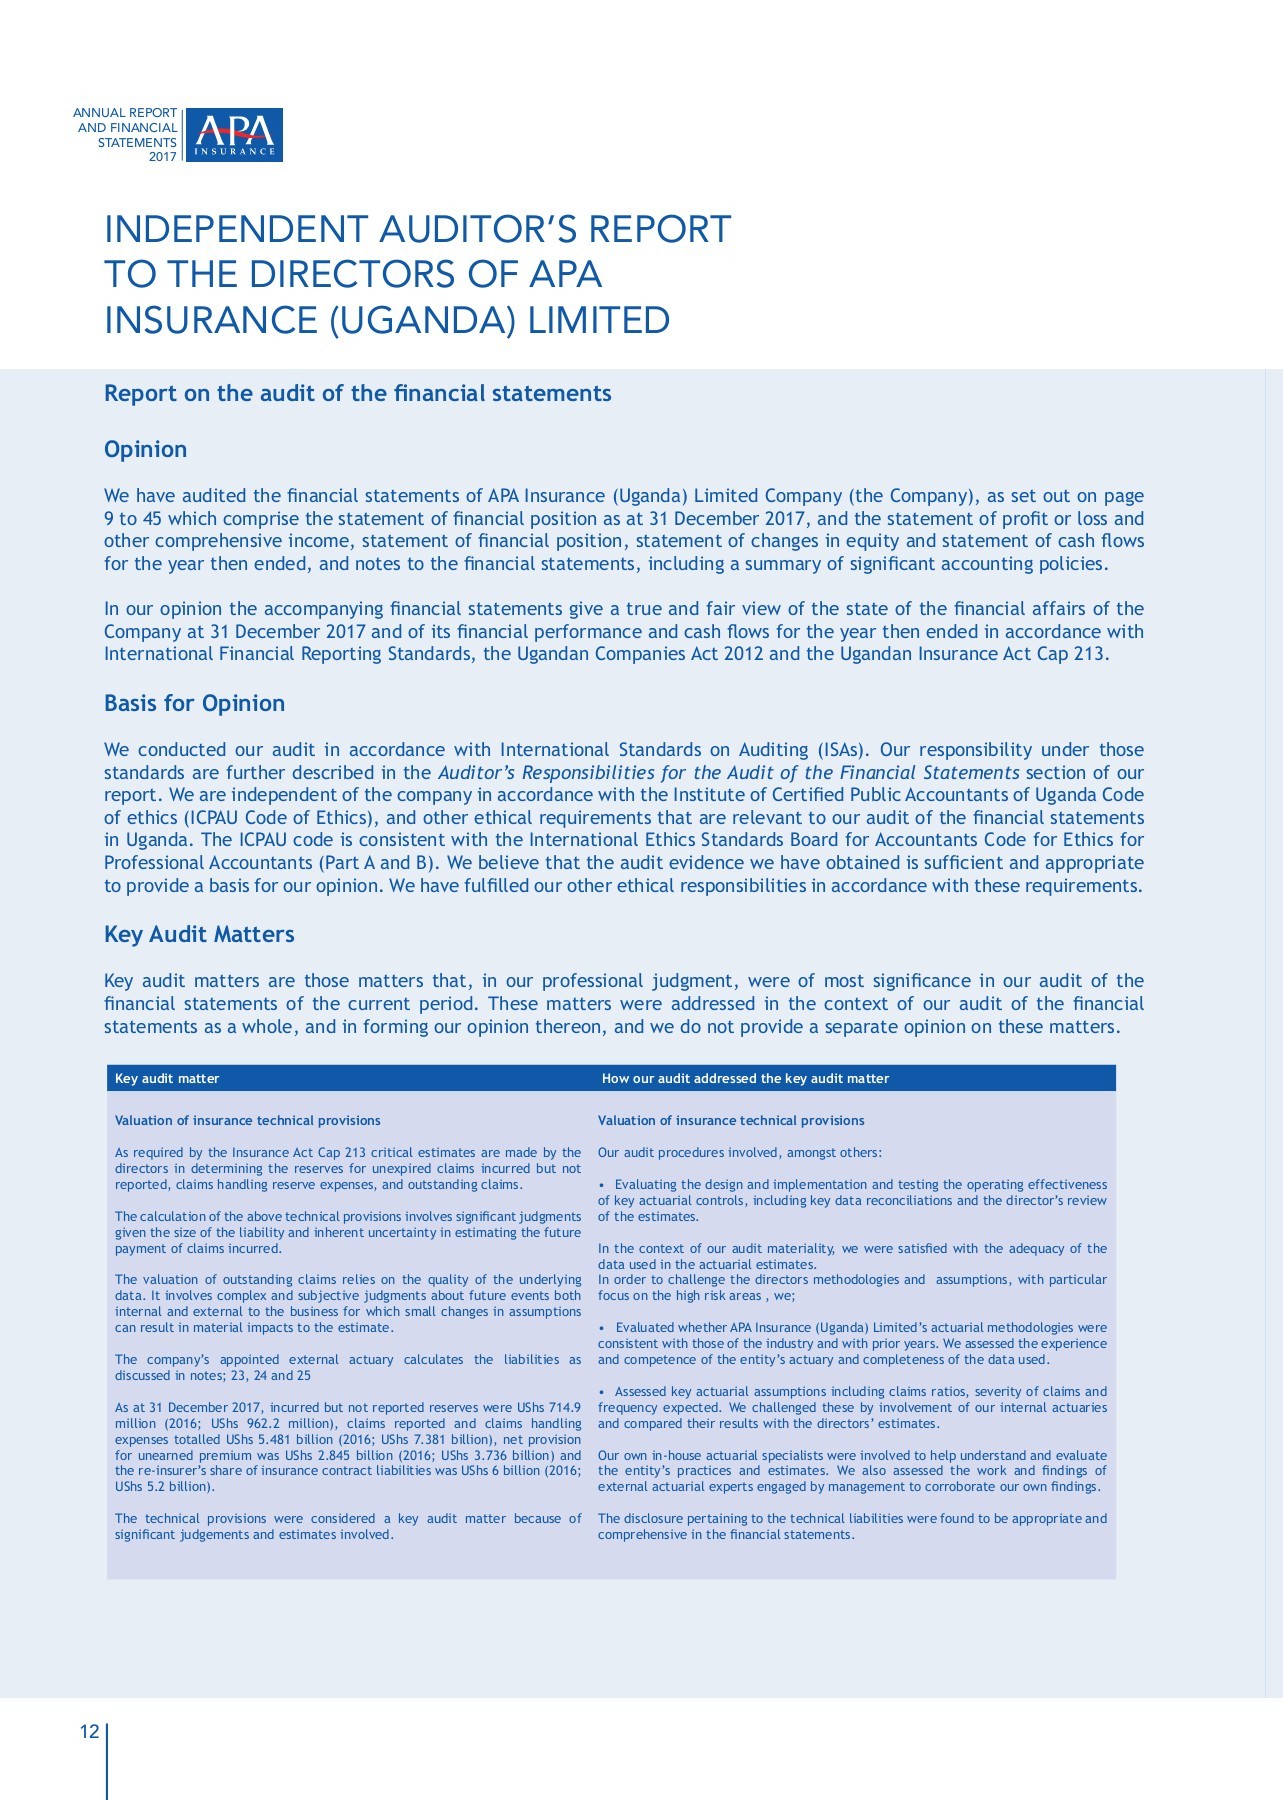 ANNUAL REPORT
AND FINANCIAL
STATEMENTS
2017
APA
INSURANCE
INDEPENDENT AUDITOR’S REPORT
TO THE DIRECTORS OF APA
INSURANCE (UGANDA) LIMITED
Report on the audit of the financial statements
Opinion
We have audited the financial statements of APA Insurance (Uganda) Limited Company (the Company), as set out on page
9 to 45 which comprise the statement of financial position as at 31 December 2017, and the statement of profit or loss and
other comprehensive income, statement of financial position, statement of changes in equity and statement of cash flows
for the year then ended, and notes to the financial statements, including a summary of significant accounting policies.
In our opinion the accompanying financial statements give a true and fair view of the state of the financial affairs of the
Company at 31 December 2017 and of its financial performance and cash flows for the year then ended in accordance with
International Financial Reporting Standards, the Ugandan Companies Act 2012 and the Ugandan Insurance Act Cap 213.
Basis for Opinion
We conducted our audit in accordance with International Standards on Auditing (ISAs). Our responsibility under those
standards are further described in the Auditor’s Responsibilities for the Audit of the Financial Statements section of our
report. We are independent of the company in accordance with the Institute of Certified Public Accountants of Uganda Code
of ethics (ICPAU Code of Ethics), and other ethical requirements that are relevant to our audit of the financial statements
in Uganda. The ICPAU code is consistent with the International Ethics Standards Board for Accountants Code for Ethics for
Professional Accountants (Part A and B). We believe that the audit evidence we have obtained is sufficient and appropriate
to provide a basis for our opinion. We have fulfilled our other ethical responsibilities in accordance with these requirements.
Key Audit Matters
Key audit matters are those matters that, in our professional judgment, were of most significance in our audit of the
financial statements of the current period. These matters were addressed in the context of our audit of the financial
statements as a whole, and in forming our opinion thereon, and we do not provide a separate opinion on these matters.
Key audit matter
Valuation of insurance technical provisions
As required by the Insurance Act Cap 213 critical estimates are made by the
directors in determining the reserves for unexpired claims incurred but not
reported, claims handling reserve expenses, and outstanding claims.
The calculation of the above technical provisions involves significant judgments
given the size of the liability and inherent uncertainty in estimating the future
payment of claims incurred.
The valuation of outstanding claims relies on the quality of the underlying
data. It involves complex and subjective judgments about future events both
internal and external to the business for which small changes in assumptions
can result in material impacts to the estimate.
The company’s appointed external actuary calculates the liabilities as
discussed in notes; 23, 24 and 25
As at 31 December 2017, incurred but not reported reserves were UShs 714.9
million (2016; UShs 962.2 million), claims reported and claims handling
expenses totalled UShs 5.481 billion (2016; UShs 7.381 billion), net provision
for unearned premium was UShs 2.845 billion (2016; UShs 3.736 billion) and
the re-insurer’s share of insurance contract liabilities was UShs 6 billion (2016;
UShs 5.2 billion).
The technical provisions were considered a key audit matter because of
significant judgements and estimates involved.
How our audit addressed the key audit matter
Valuation of insurance technical provisions
Our audit procedures involved, amongst others:
• Evaluating the design and implementation and testing the operating effectiveness
of key actuarial controls, including key data reconciliations and the director’s review
of the estimates.
In the context of our audit materiality, we were satisfied with the adequacy of the
data used in the actuarial estimates.
In order to challenge the directors methodologies and assumptions, with particular
focus on the high risk areas , we;
• Evaluated whether APA Insurance (Uganda) Limited’s actuarial methodologies were
consistent with those of the industry and with prior years. We assessed the experience
and competence of the entity’s actuary and completeness of the data used.
• Assessed key actuarial assumptions including claims ratios, severity of claims and
frequency expected. We challenged these by involvement of our internal actuaries
and compared their results with the directors’ estimates.
Our own in-house actuarial specialists were involved to help understand and evaluate
the entity’s practices and estimates. We also assessed the work and findings of
external actuarial experts engaged by management to corroborate our own findings.
The disclosure pertaining to the technical liabilities were found to be appropriate and
comprehensive in the financial statements.
12